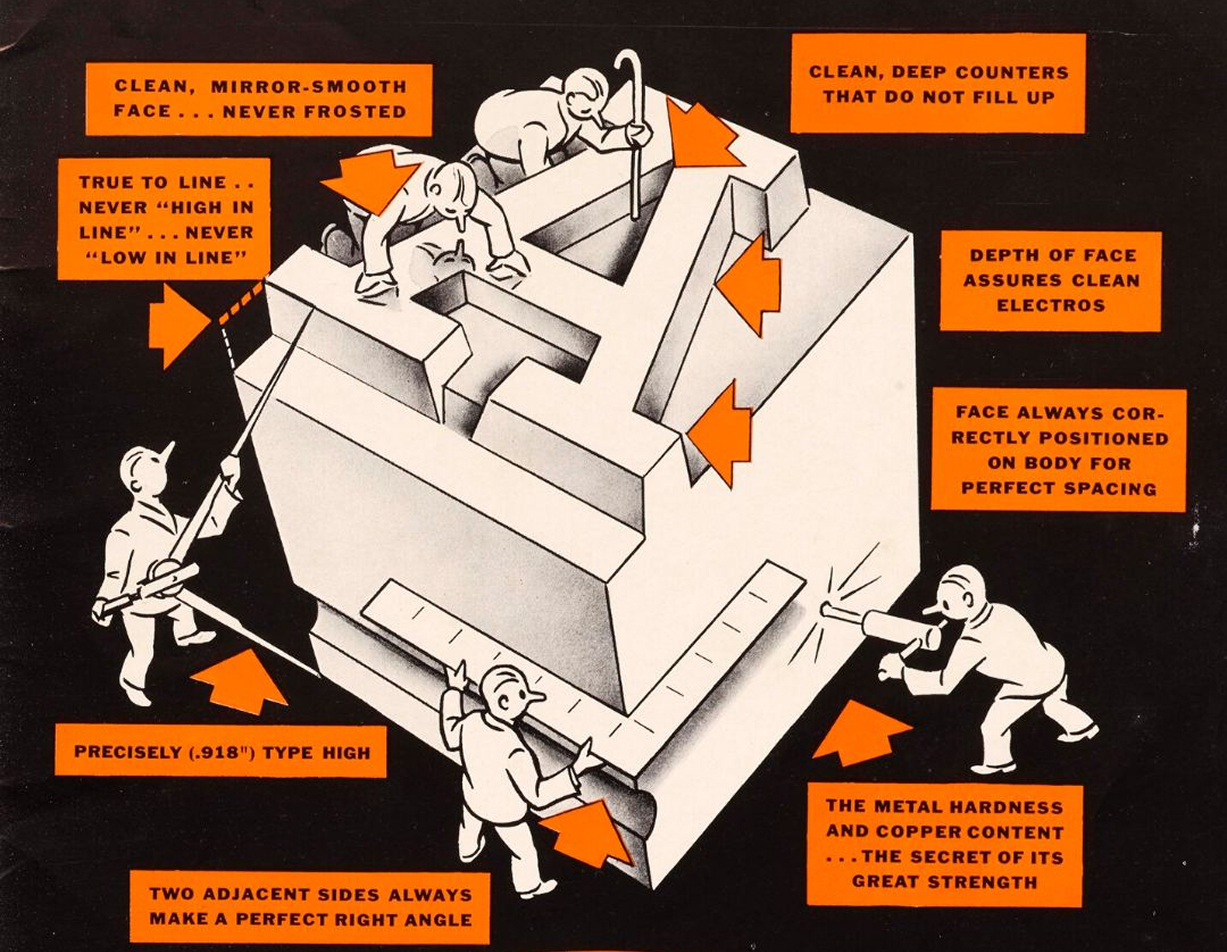 CLEAN, MIRROR-SMOOTH
FACE . . . NEVER FROSTED
CLEAN, DEEP COUNTERS
THAT DO NOT FILL UP
TRUE TO LINE . .
NEVER “HIGH IN
LINE” . . . NEVER
“LOW IN LINE”
DEPTH OF FACE
ASSURES CLEAN
ELECTROS
FACE ALWAYS COR-
RECTLY POSITIONED
ON BODY FOR
PERFECT SPACING
PRECISELY (.918") TYPE HIGH
THE METAL HARDNESS
AND COPPER CONTENT
. . . THE SECRET OF ITS
GREAT STRENGTH
TWO ADJACENT SIDES ALWAYS
MAKE A PERFECT RIGHT ANGLE